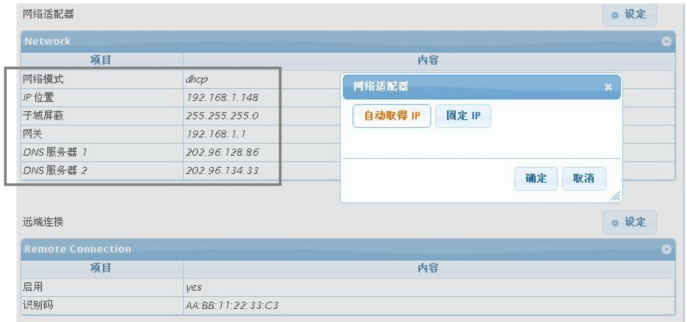 网络适配器 设定
Network
项目 内容
网络模式 dhcp
IP 位置 192.168.1.148
子域屏蔽 255.255.255.0
网关 192.168.1.1
DNS 服务器 1 202.96.128.86
DNS 服务器 2 202.96.134.33
网络适配器
自动取得 IP 固定 IP
确定 取消
远端连接 设定
Remote Connection
项目 内容
启用 yes
识别码 AA:BB:11:22:33:C3